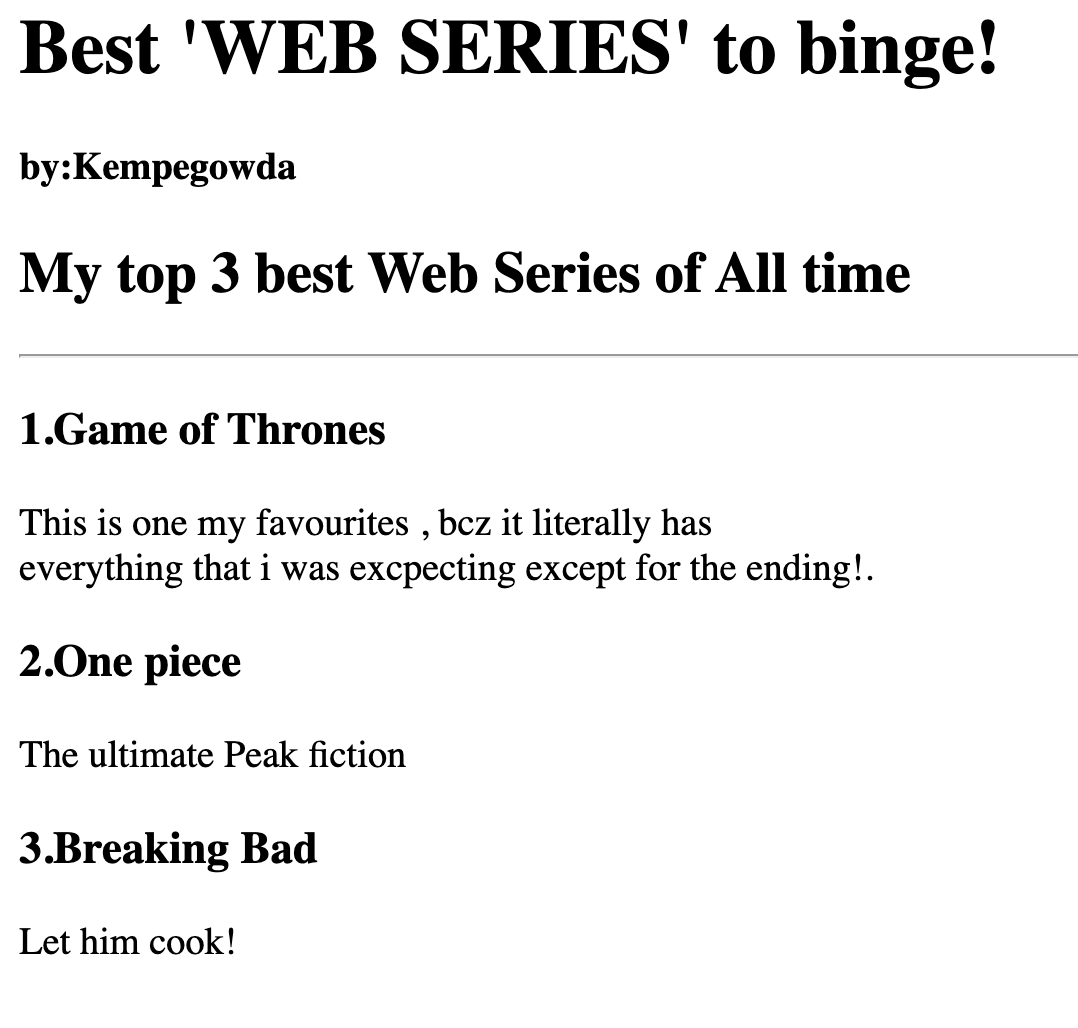 Best 'WEB SERIES' to binge!
by:Kempegowda
My top 3 best Web Series of All time
1.Game of Thrones
This is one my favourites , bcz it literally has
everything that i was excpecting except for the ending!.
2.One piece
The ultimate Peak fiction
3.Breaking Bad
Let him cook!